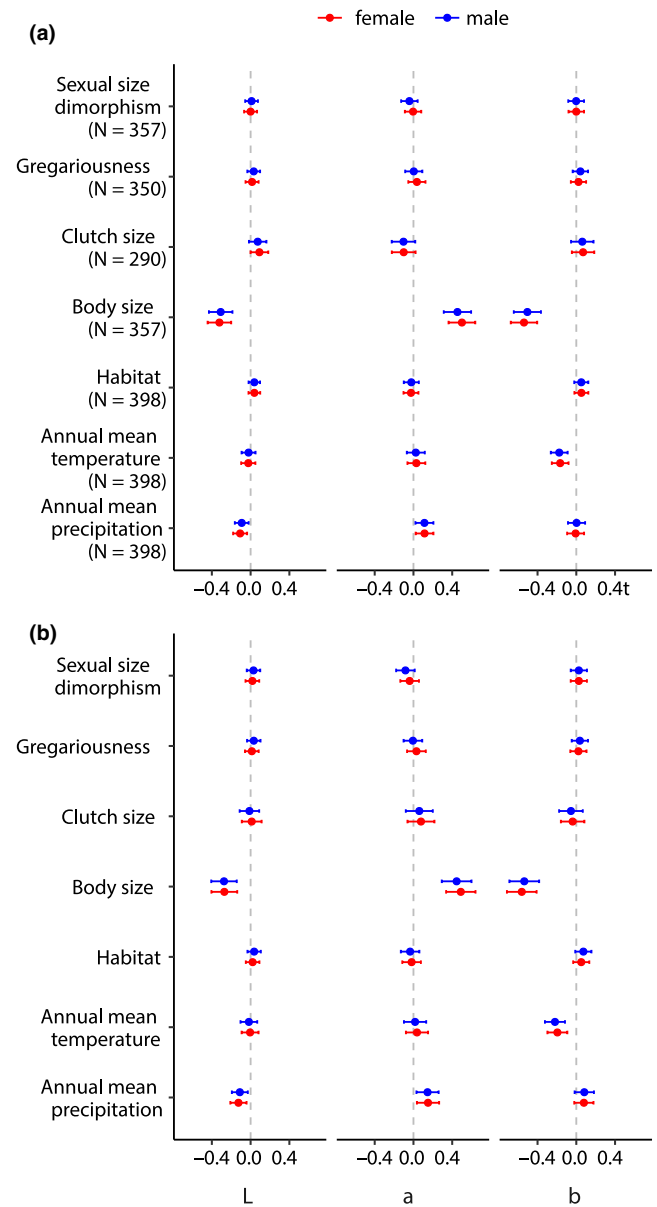 female male
(a)
Sexual size
dimorphism
(N = 357)
Gregariousness
(N = 350)
Clutch size
(N = 290)
Body size
(N = 357)
Habitat
(N = 398)
Annual mean
temperature
(N = 398)
Annual mean
precipitation
(N = 398)
−0.4 0.0 0.4 −0.4 0.0 0.4 −0.4 0.0 0.4t
(b)
Sexual size
dimorphism
Gregariousness
Clutch size
Body size
Habitat
Annual mean
temperature
Annual mean
precipitation
−0.4 0.0 0.4 −0.4 0.0 0.4 −0.4 0.0 0.4
L a b